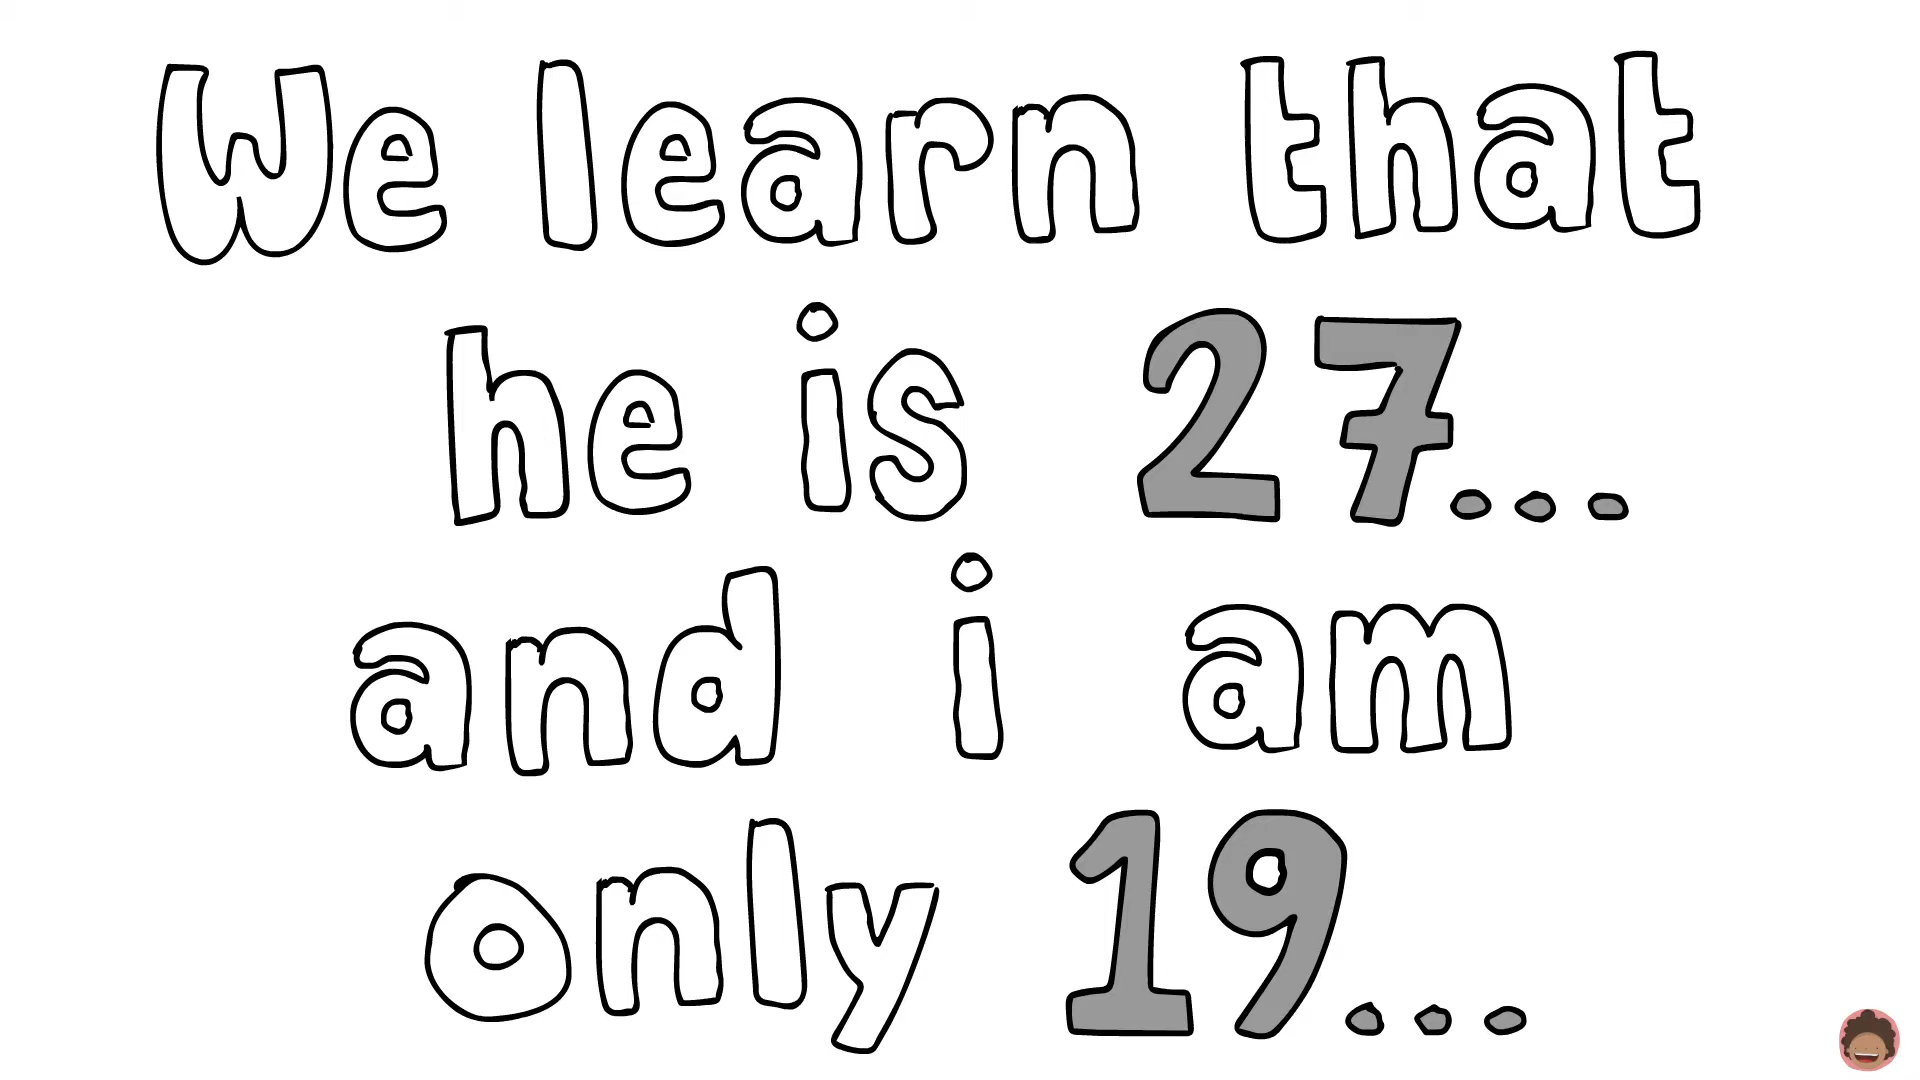 We learn that
he is 27...
and i am
only 19...